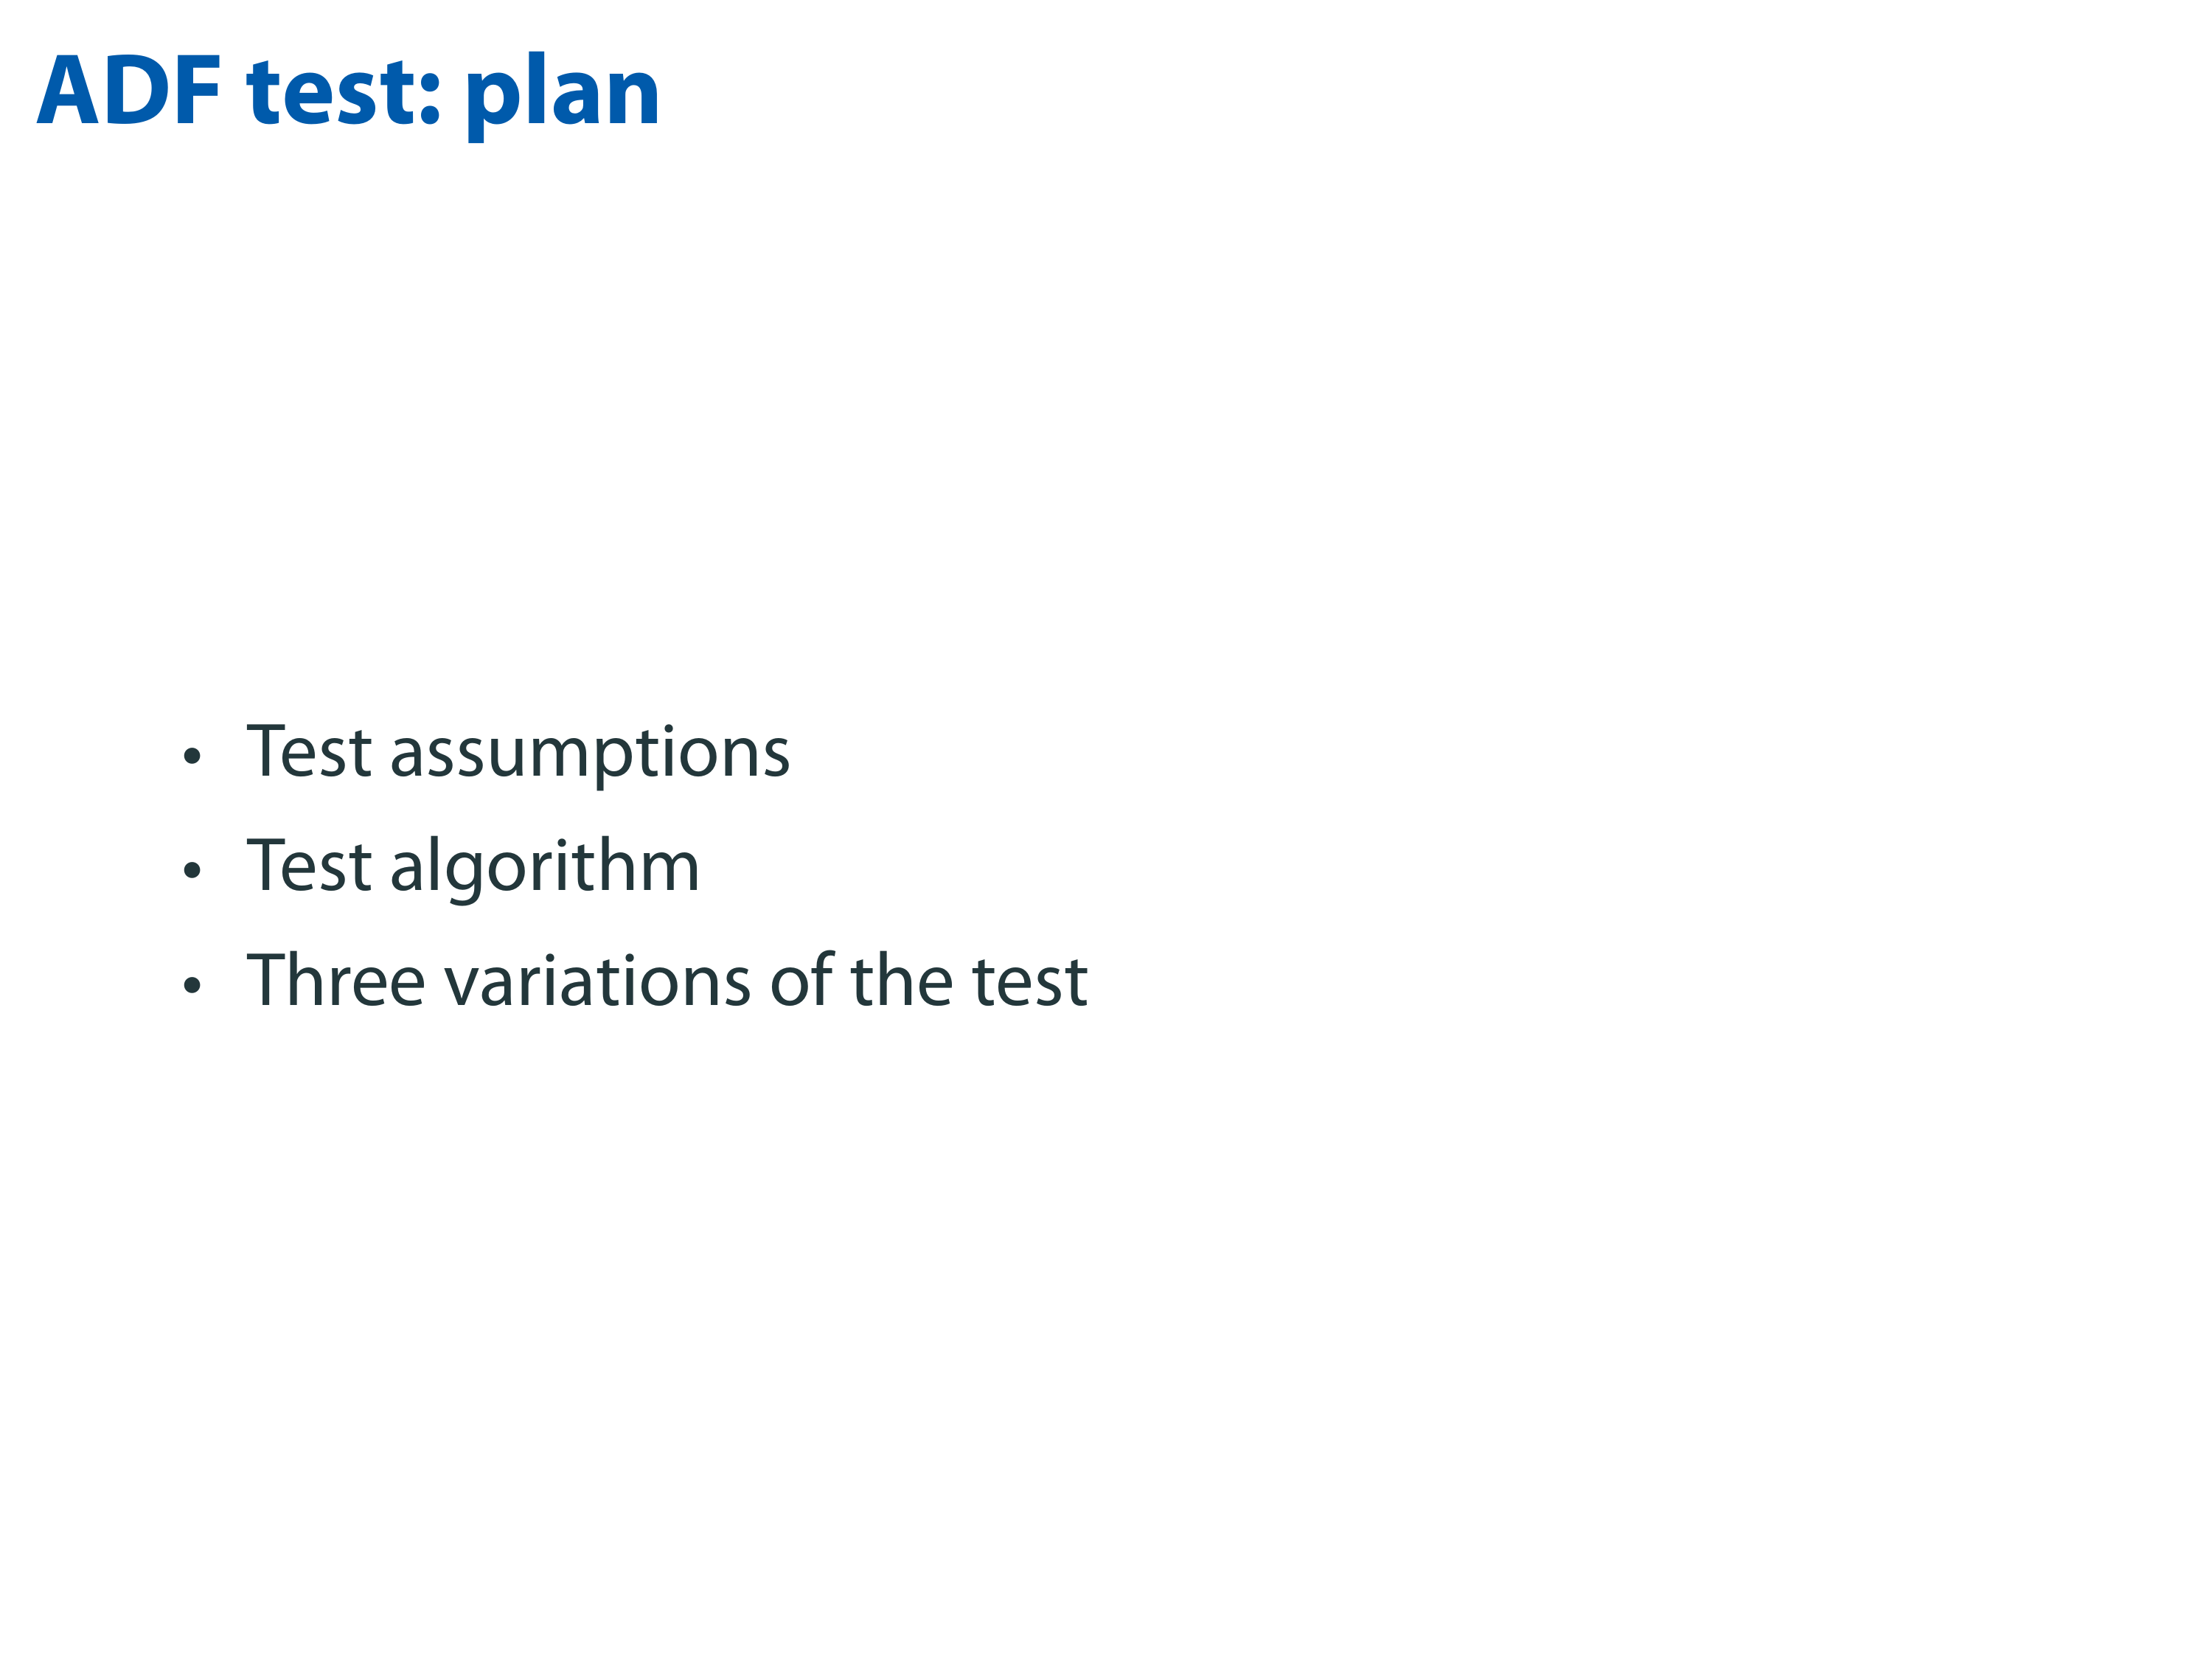 ADF test: plan
• Test assumptions
• Test algorithm
• Three variations of the test